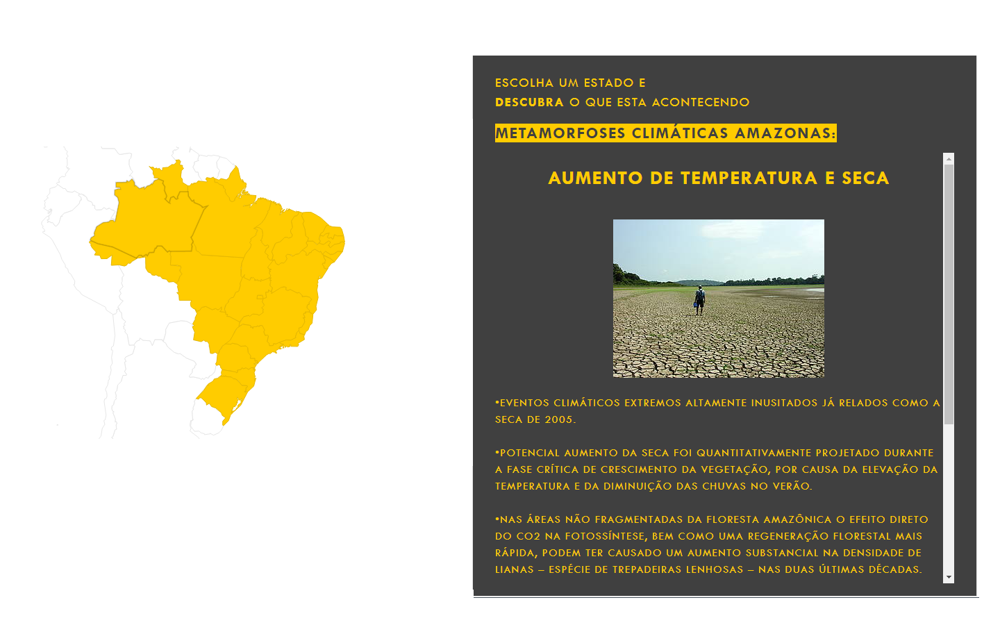 ESCOLHA UM ESTADO E
DESCUBRA O QUE ESTA ACONTECENDO
METAMORFOSES CLIMÁTICAS AMAZONAS:
AUMENTO DE TEMPERATURA E SECA
•EVENTOS CLIMÁTICOS EXTREMOS ALTAMENTE INUSITADOS JÁ RELADOS COMO A
SECA DE 2005.
•POTENCIAL AUMENTO DA SECA FOI QUANTITATIVAMENTE PROJETADO DURANTE
A FASE CRÍTICA DE CRESCIMENTO DA VEGETAÇÃO, POR CAUSA DA ELEVAÇÃO DA
TEMPERATURA E DA DIMINUIÇÃO DAS CHUVAS NO VERÃO.
•NAS ÁREAS NÃO FRAGMENTADAS DA FLORESTA AMAZÔNICA O EFEITO DIRETO
DO CO2 NA FOTOSSÍNTESE, BEM COMO UMA REGENERAÇÃO FLORESTAL MAIS
RÁPIDA, PODEM TER CAUSADO UM AUMENTO SUBSTANCIAL NA DENSIDADE DE
LIANAS – ESPÉCIE DE TREPADEIRAS LENHOSAS – NAS DUAS ÚLTIMAS DÉCADAS.